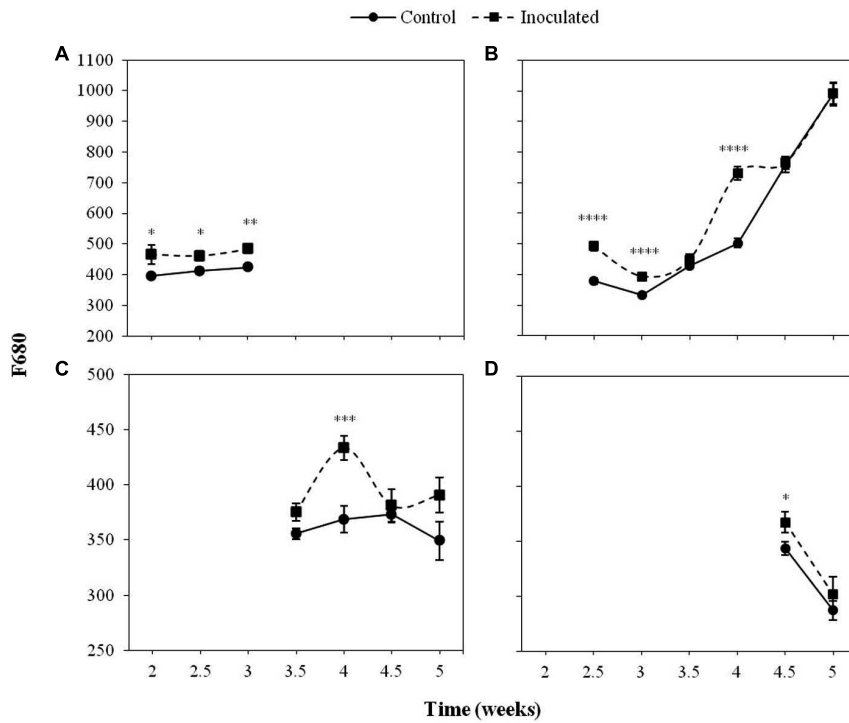 Control Inoculated
A
B
1100
1000
900
800
700
600
500
400
300
200
* * **
**** **** ****
F680
C
D
500
450
400
350
300
250
***
*
2 2.5 3 3.5 4 4.5 5
2 2.5 3 3.5 4 4.5 5
Time (weeks)